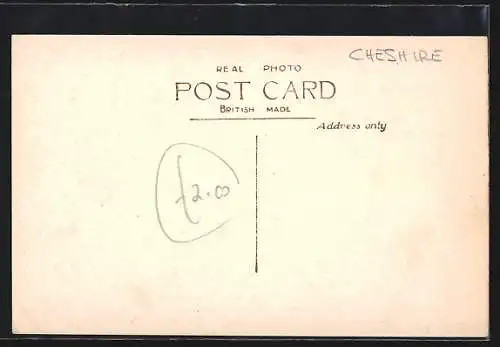 CHESHIRE
REAL PHOTO
POST CARD
BRITISH MADE
Address only
£2.00